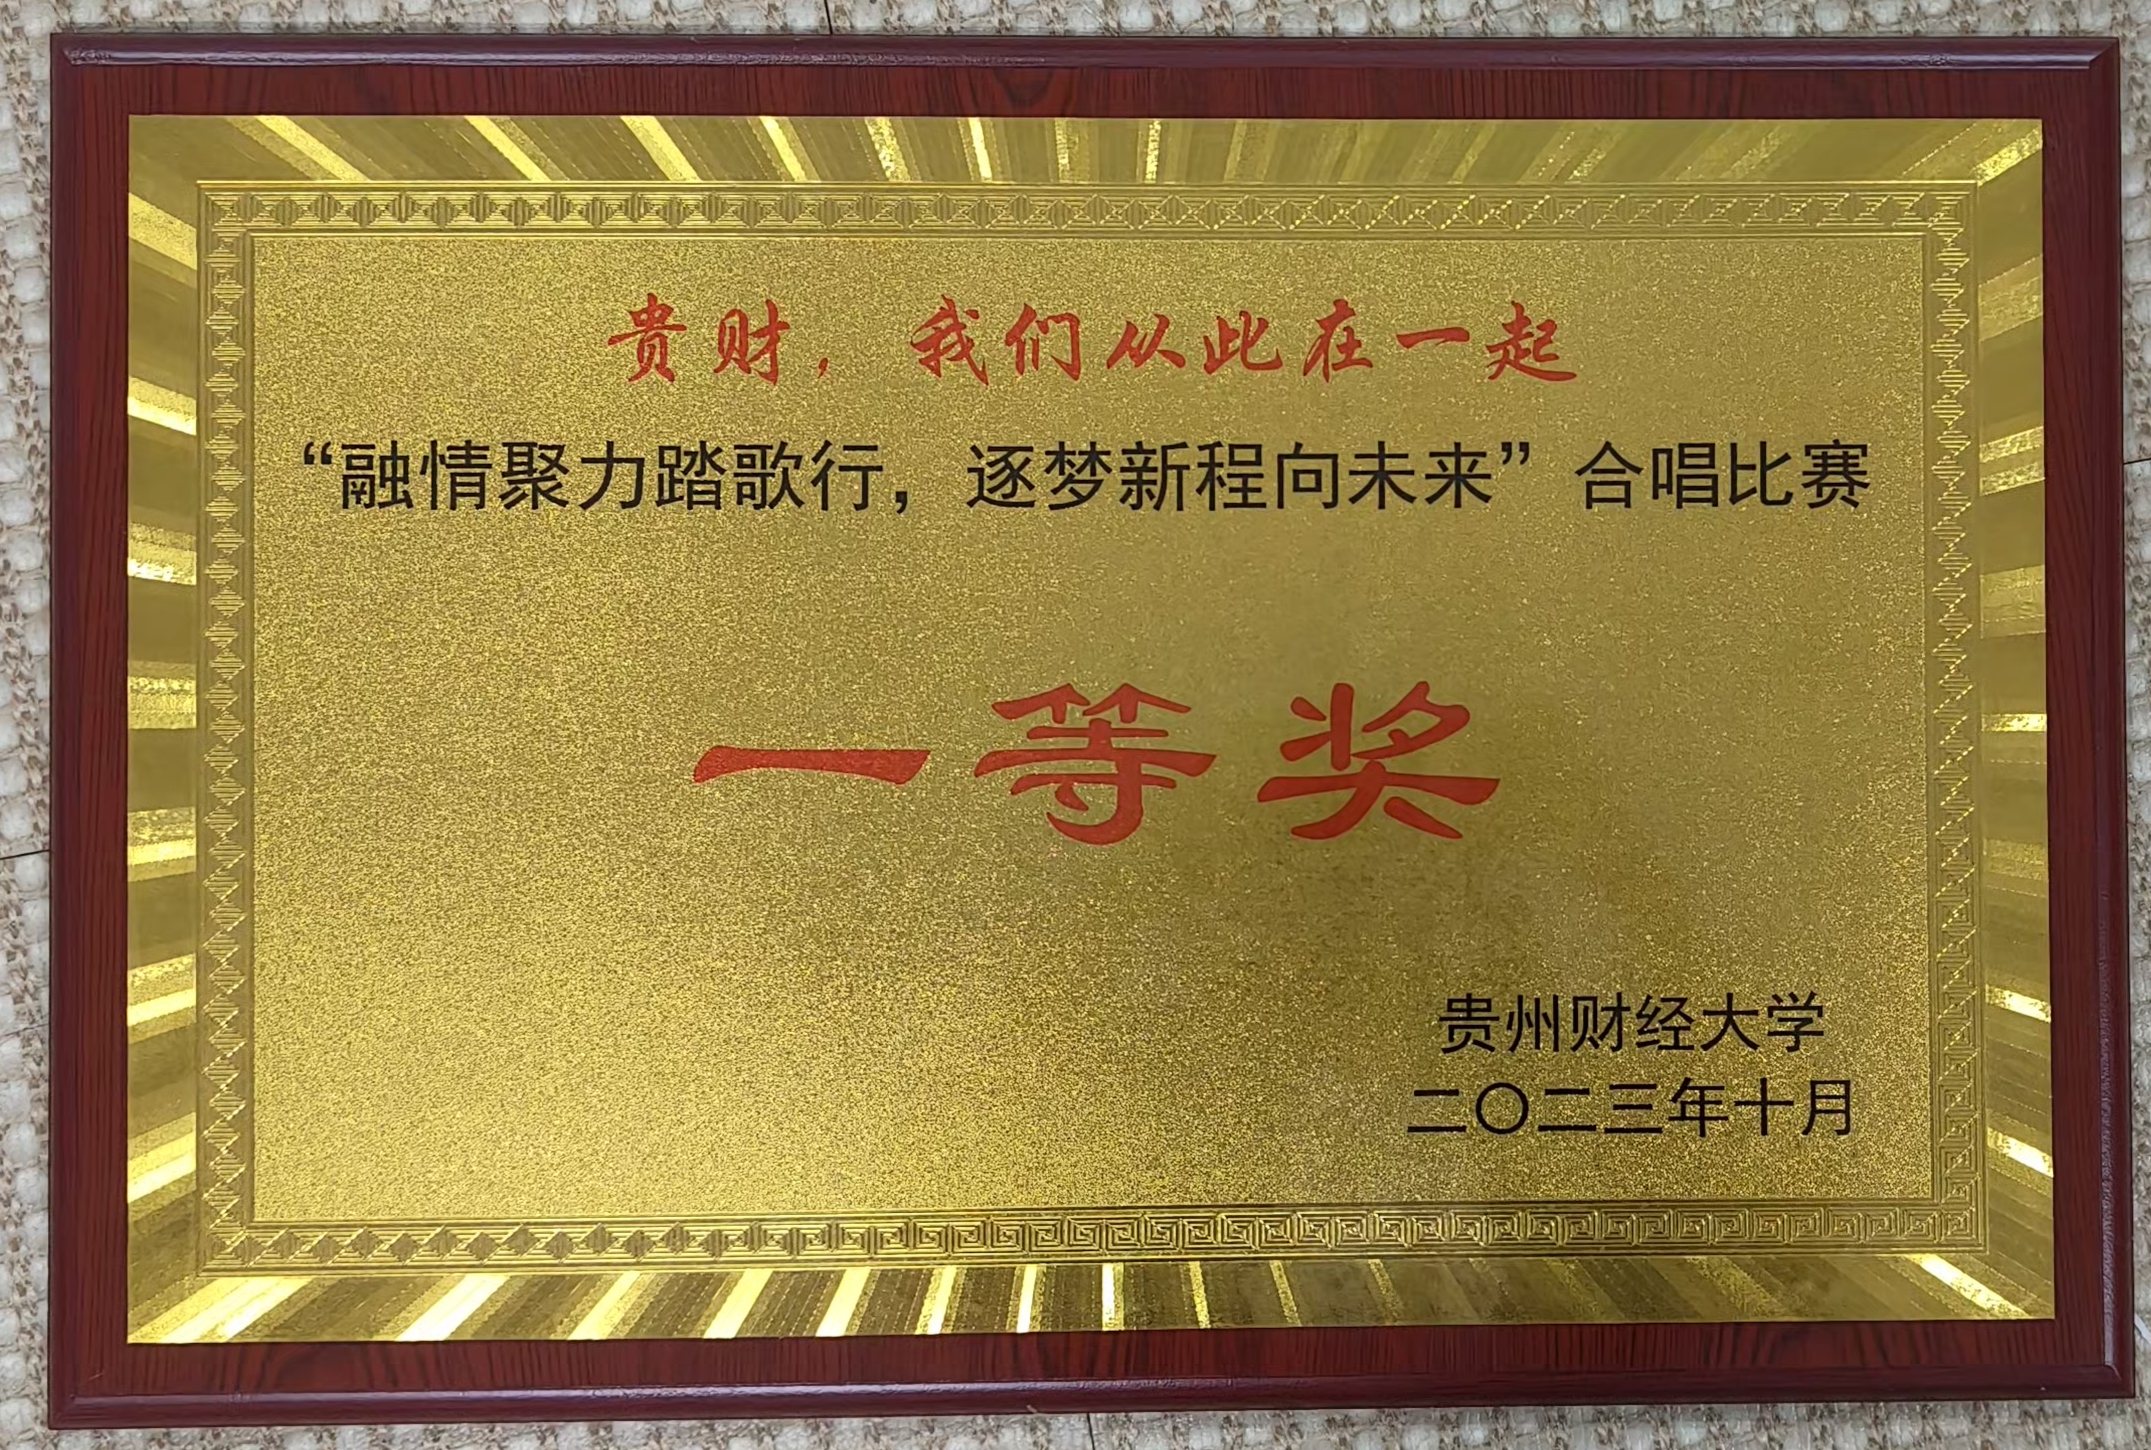 贵财，我们从此在一起
“融情聚力踏歌行，逐梦新程向未来”合唱比赛
一等奖
贵州财经大学
二〇二三年十月